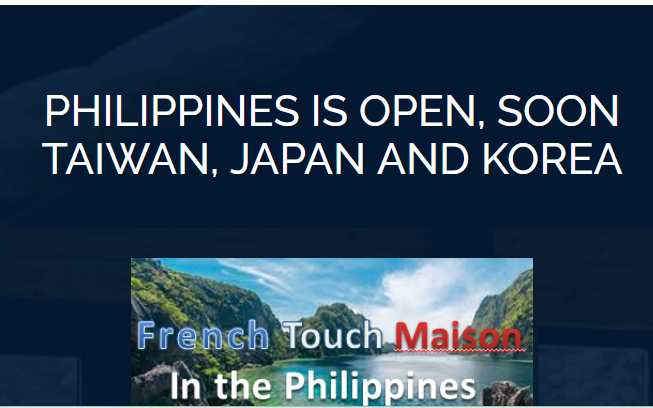 PHILIPPINES IS OPEN, SOON
TAIWAN, JAPAN AND KOREA
French Touch Maison
In the Philippines